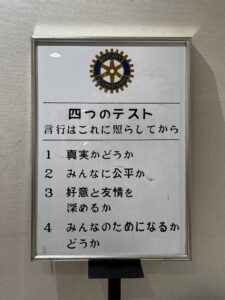 四つのテスト
言行はこれに照らしてから
1 真実かどうか
2 みんなに公平か
3 好意と友情を
深めるか
4 みんなのためになるか
どうか